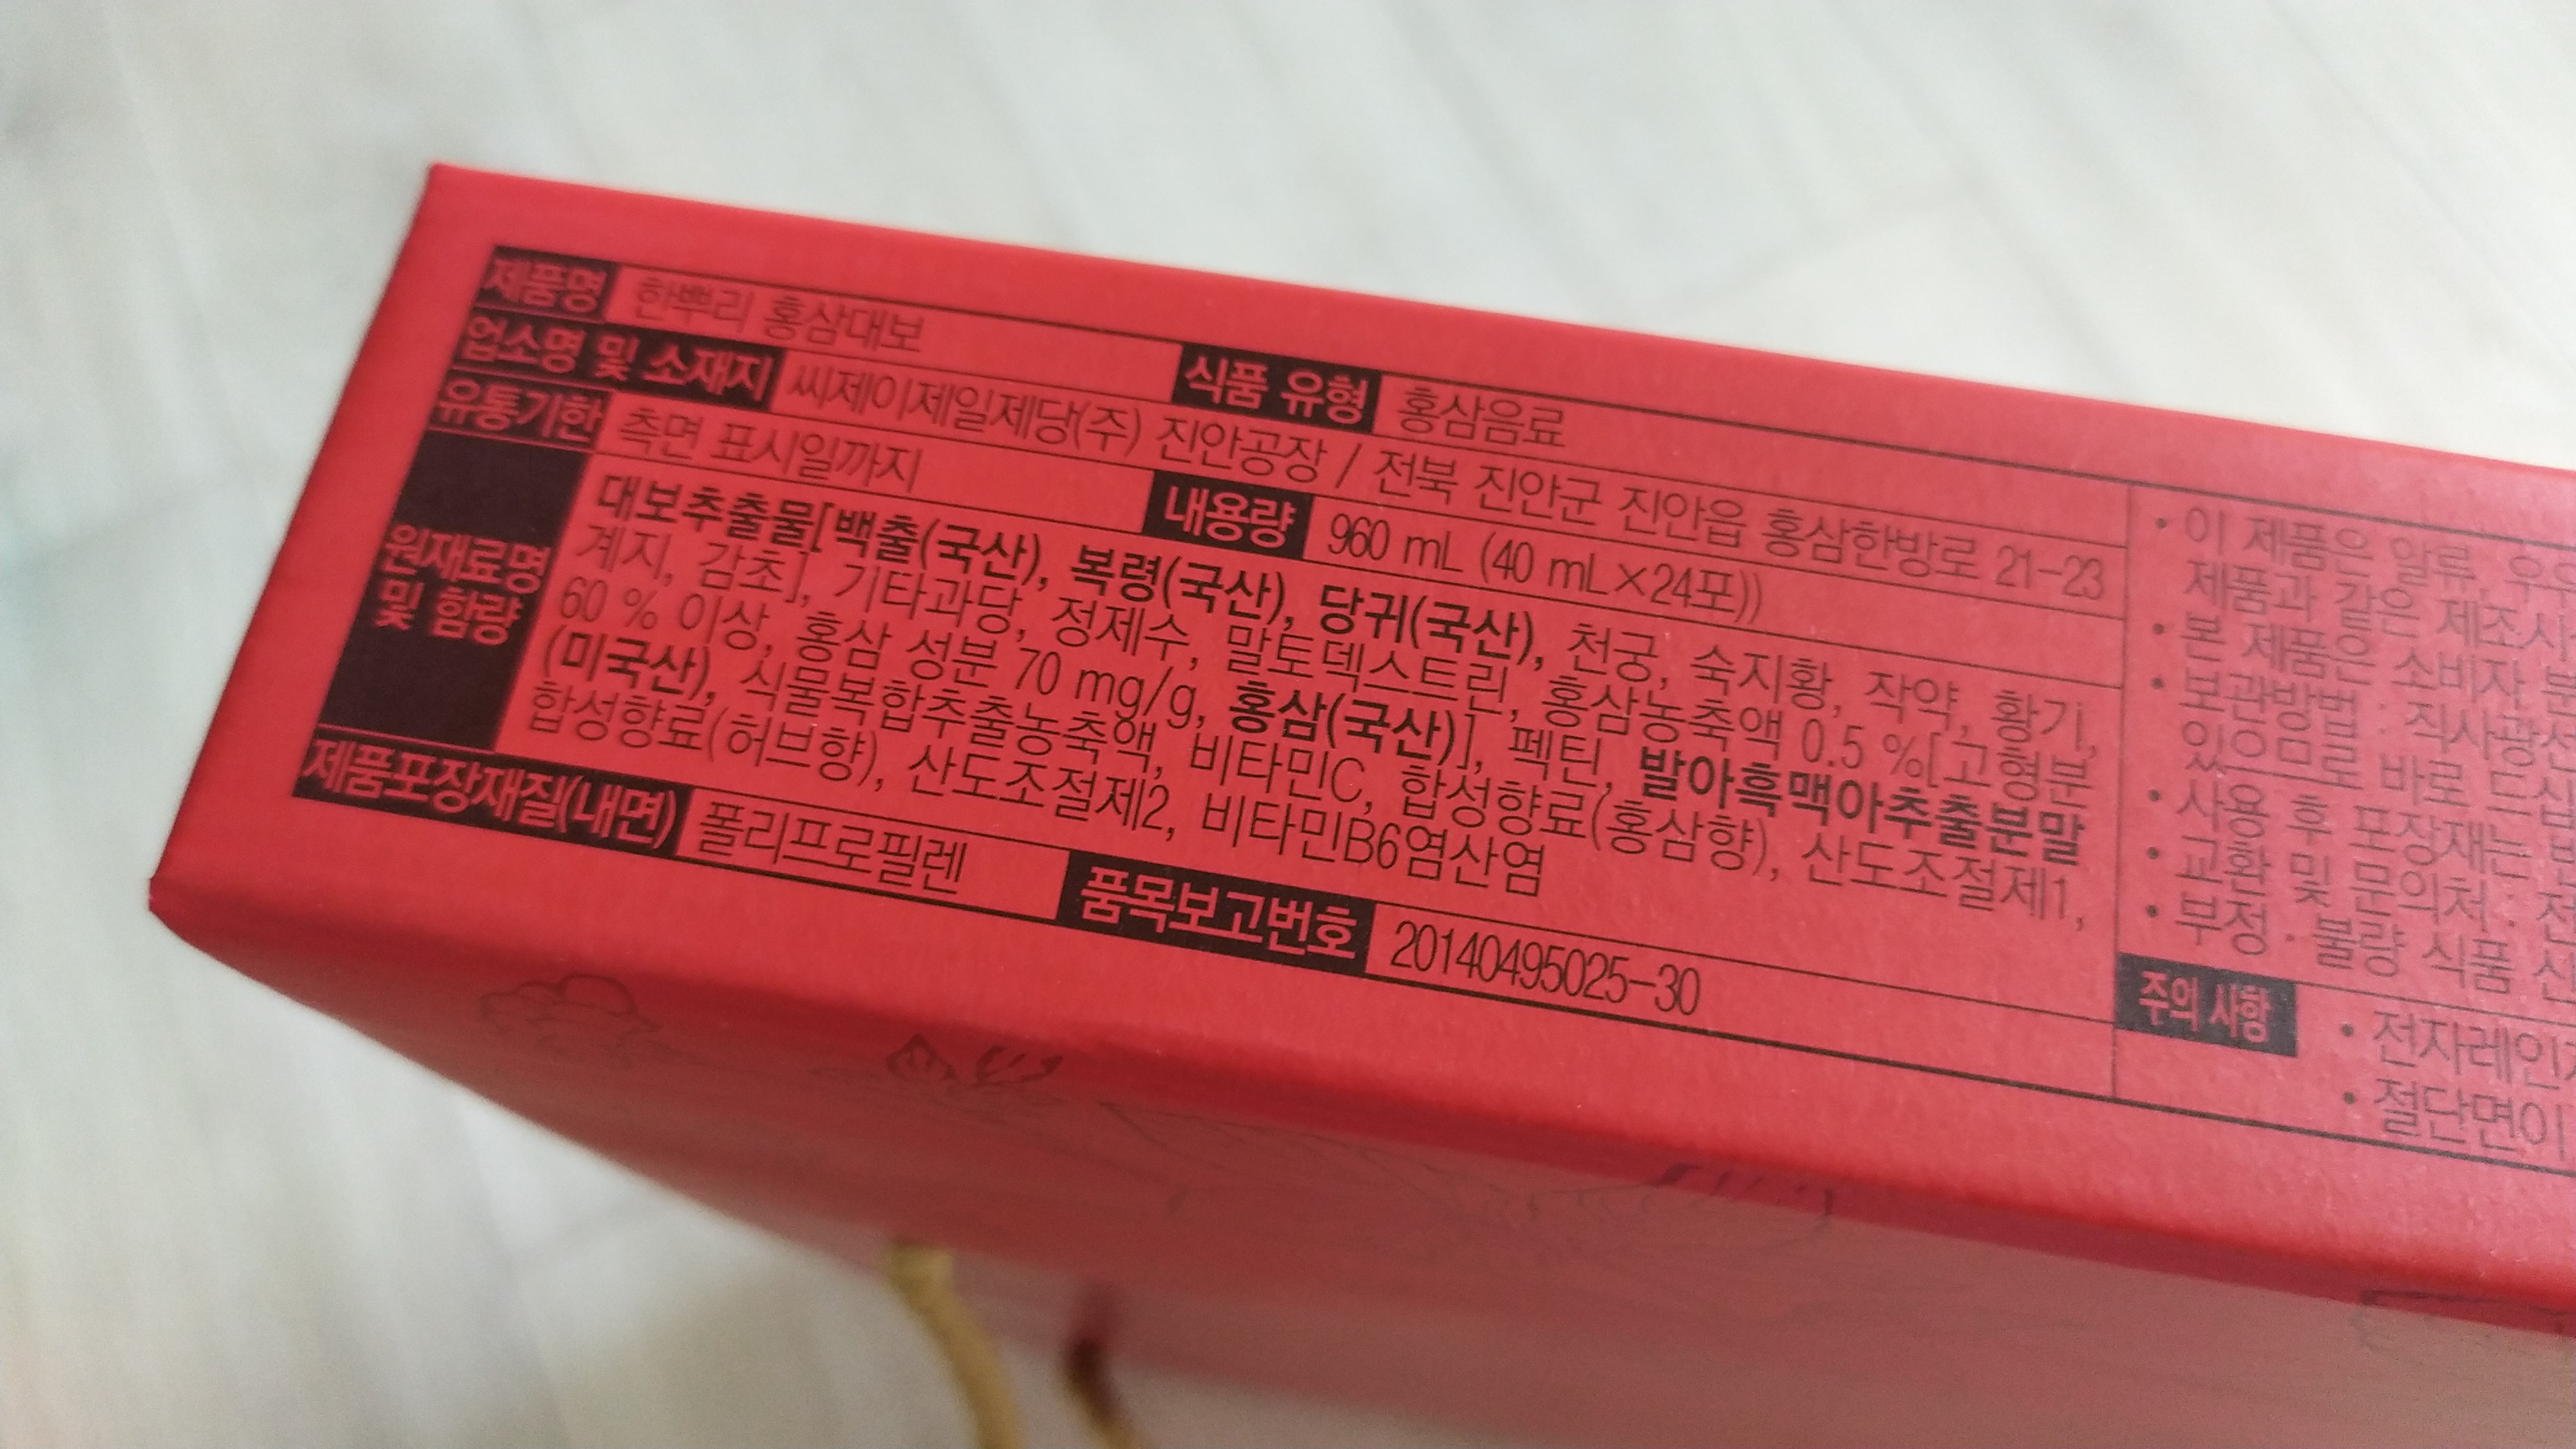 제품명 한뿌리 홍삼대보 식품 유형 홍삼음료
업소명 및 소재지 씨제이제일제당(주) 진안공장 / 전북 진안군 진안읍 홍삼한방로 21-23
유통기한 측면 표시일까지 내용량 960 mL (40 mL×24포))
원재료명 및 함량
대보추출물[백출(국산), 복령(국산), 당귀(국산), 천궁, 숙지황, 작약, 황기,
계지, 감초], 기타과당, 정제수, 말토덱스트린, 홍삼농축액 0.5 %[고형분
60 % 이상, 홍삼 성분 70 mg/g, 홍삼(국산)], 펙틴, 발아흑맥아추출분말
(미국산), 식물복합추출농축액, 비타민C, 합성향료(홍삼향), 산도조절제1,
합성향료(허브향), 산도조절제2, 비타민B6염산염
제품포장재질(내면) 폴리프로필렌 품목보고번호 20140495025-30
• 이 제품은 알류, 우유
제품과 같은 제조시
• 본 제품은 소비자 분
• 보관방법 : 직사광선
있으므로 바로 드십
• 사용 후 포장재는
• 교환 및 문의처 : 전
• 부정 · 불량 식품 신
주의 사항 • 전자레인지
• 절단면이